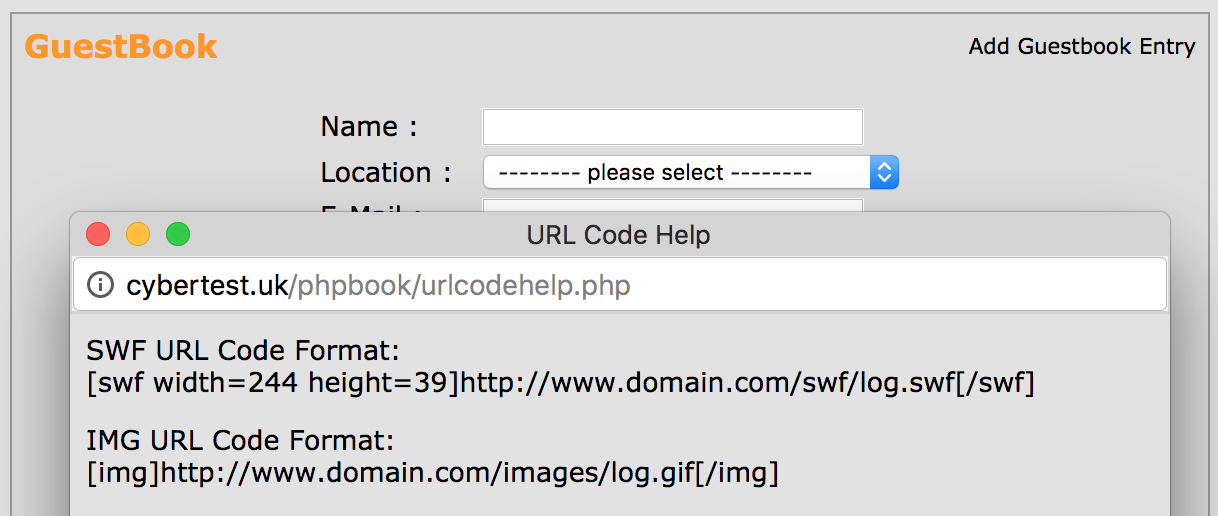 GuestBook
Add Guestbook Entry
Name :
Location :
-------- please select --------
E-Mail :
URL Code Help
cybertest.uk/phpbook/urlcodehelp.php
SWF URL Code Format:
[swf width=244 height=39]http://www.domain.com/swf/log.swf[/swf]
IMG URL Code Format:
[img]http://www.domain.com/images/log.gif[/img]